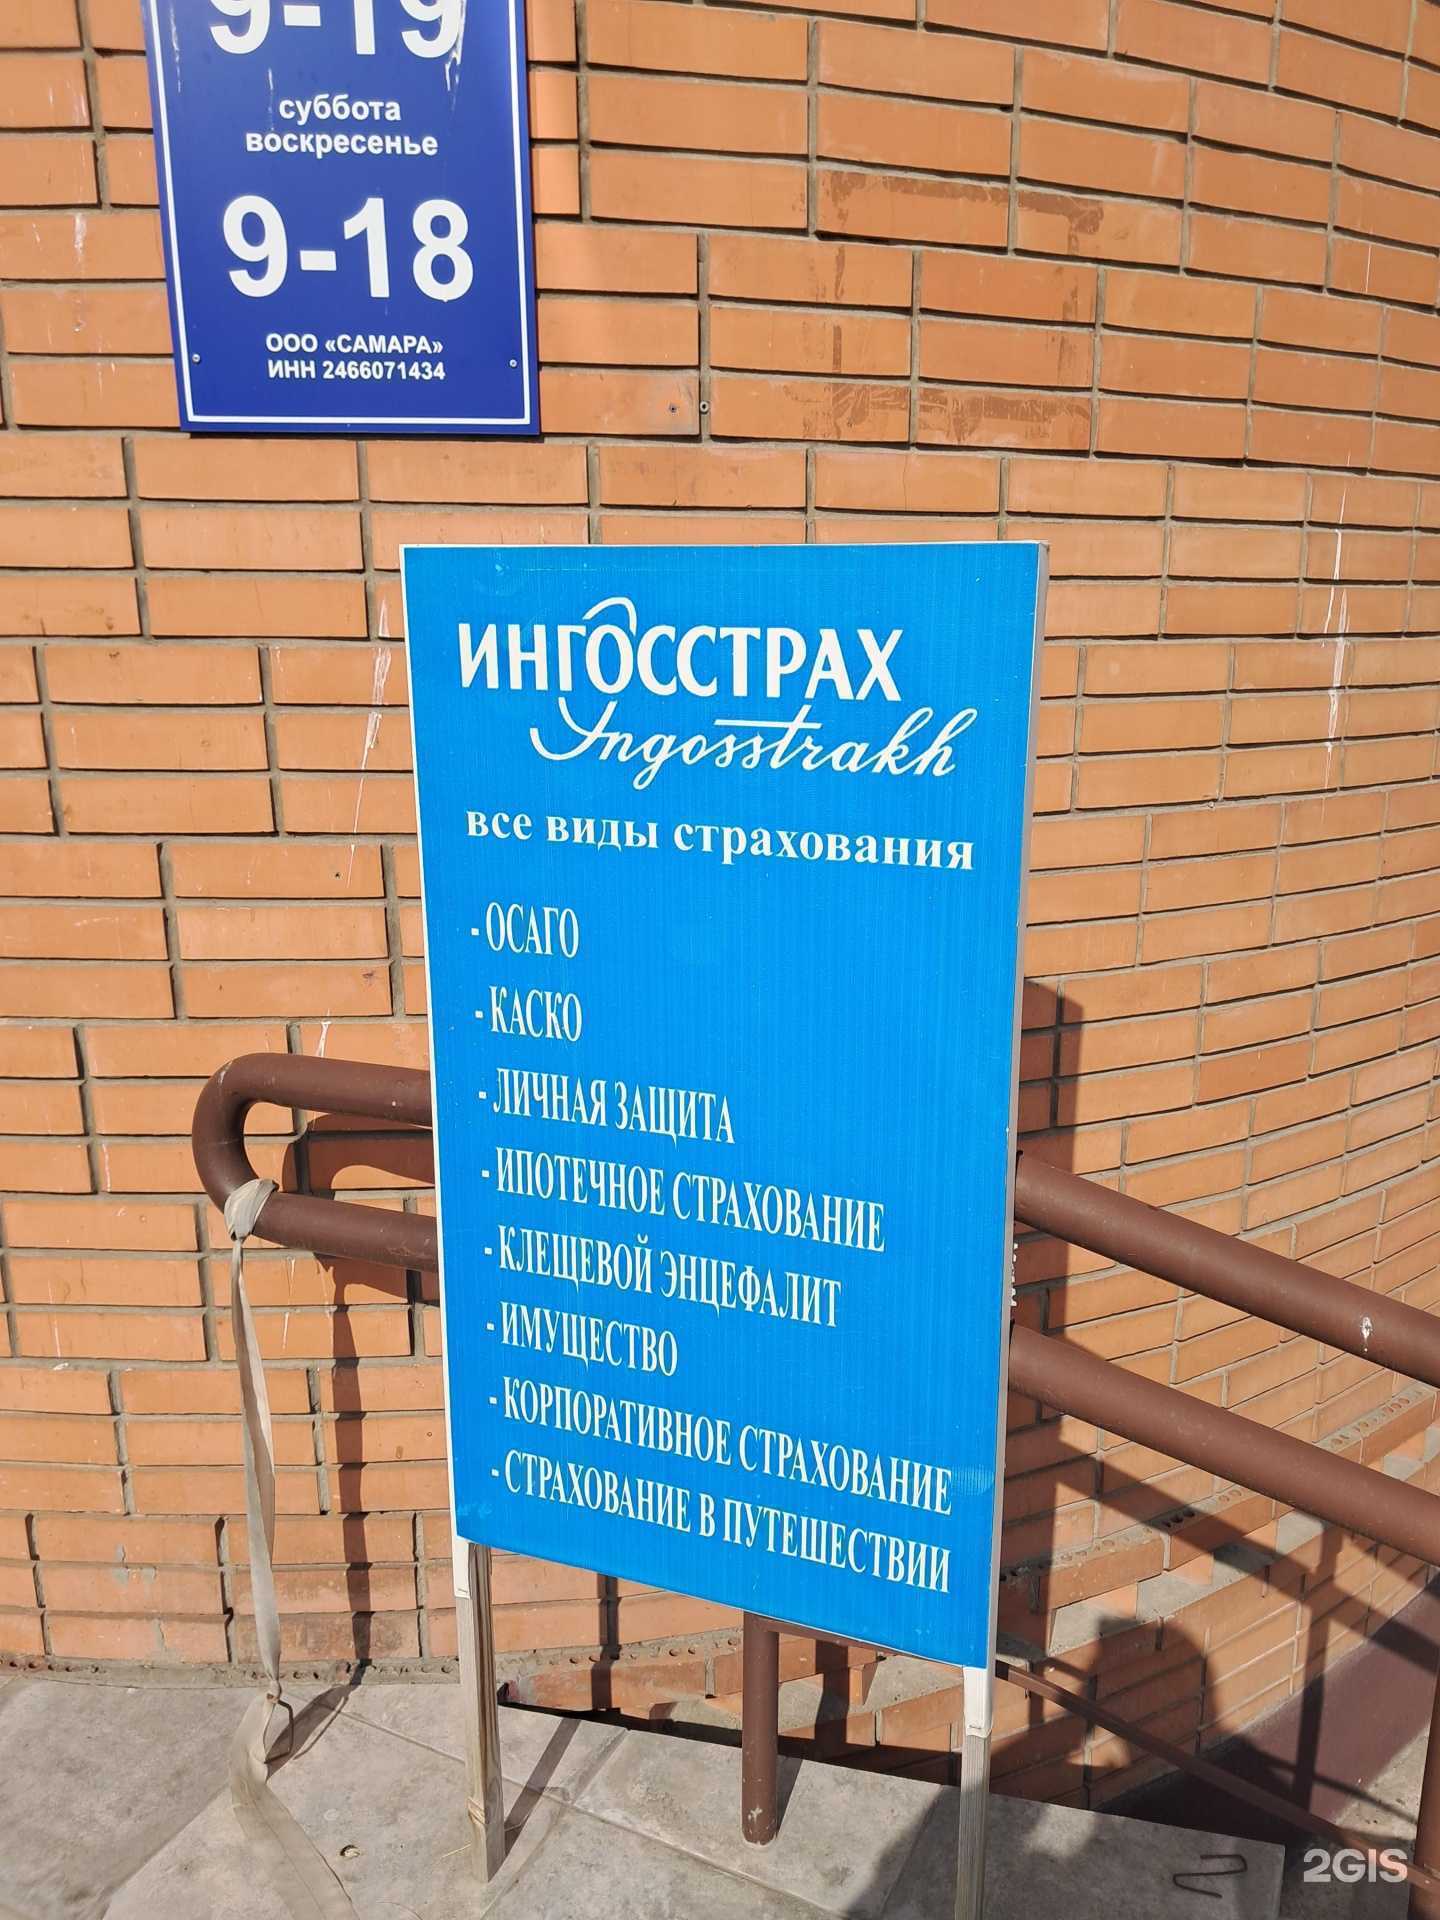 9-19
суббота
воскресенье
9-18
ООО «САМАРА»
ИНН 2466071434
ИНГОССТРАХ
Ingosstrakh
все виды страхования
- ОСАГО
- КАСКО
- ЛИЧНАЯ ЗАЩИТА
- ИПОТЕЧНОЕ СТРАХОВАНИЕ
- КЛЕЩЕВОЙ ЭНЦЕФАЛИТ
- ИМУЩЕСТВО
- КОРПОРАТИВНОЕ СТРАХОВАНИЕ
- СТРАХОВАНИЕ В ПУТЕШЕСТВИИ
2GIS